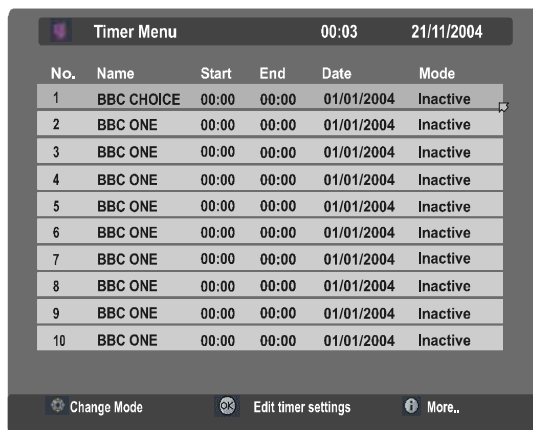 Timer Menu 00:03 21/11/2004
No. Name Start End Date Mode
1 BBC CHOICE 00:00 00:00 01/01/2004 Inactive
2 BBC ONE 00:00 00:00 01/01/2004 Inactive
3 BBC ONE 00:00 00:00 01/01/2004 Inactive
4 BBC ONE 00:00 00:00 01/01/2004 Inactive
5 BBC ONE 00:00 00:00 01/01/2004 Inactive
6 BBC ONE 00:00 00:00 01/01/2004 Inactive
7 BBC ONE 00:00 00:00 01/01/2004 Inactive
8 BBC ONE 00:00 00:00 01/01/2004 Inactive
9 BBC ONE 00:00 00:00 01/01/2004 Inactive
10 BBC ONE 00:00 00:00 01/01/2004 Inactive
Change Mode OK Edit timer settings i More..